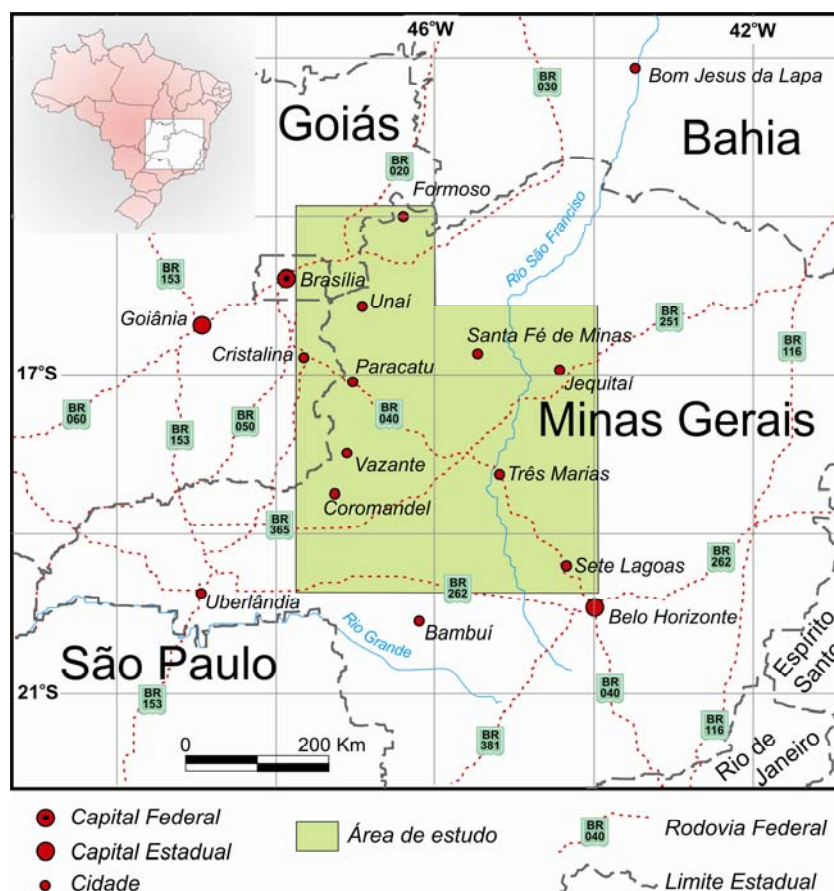 46°W
42°W
BR
030
Bom Jesus da Lapa
Goiás
Bahia
BR
020
Formoso
Rio São Franciso
BR
153
Brasília
Unaí
Goiânia
BR
251
Santa Fé de Minas
BR
116
Cristalina
Paracatu
17°S
Jequitaí
BR
060
BR
153
BR
050
BR
040
Minas Gerais
Vazante
Três Marias
Coromandel
BR
365
Sete Lagoas
BR
262
BR
262
Uberlândia
Bambuí
Belo Horizonte
Rio Grande
São Paulo
Espírito
Santo
21°S
BR
153
BR
040
BR
381
BR
116
Rio de
Janeiro
0
200 Km
Capital Federal
Capital Estadual
Cidade
Área de estudo
BR
040
Rodovia Federal
Limite Estadual